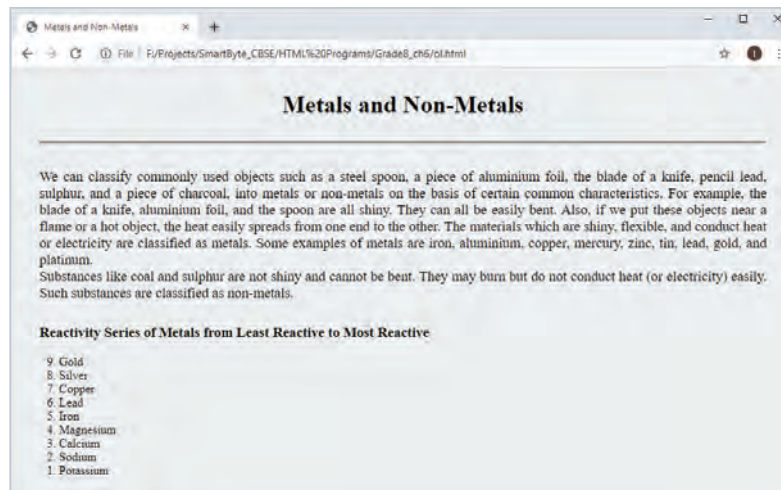 Metals and Non-Metals
File F:/Projects/SmartByte_CBSE/HTML%20Programs/Grade8_ch6/ol.html
Metals and Non-Metals
We can classify commonly used objects such as a steel spoon, a piece of aluminium foil, the blade of a knife, pencil lead,
sulphur, and a piece of charcoal, into metals or non-metals on the basis of certain common characteristics. For example, the
blade of a knife, aluminium foil, and the spoon are all shiny. They can all be easily bent. Also, if we put these objects near a
flame or a hot object, the heat easily spreads from one end to the other. The materials which are shiny, flexible, and conduct heat
or electricity are classified as metals. Some examples of metals are iron, aluminium, copper, mercury, zinc, tin, lead, gold, and
platinum.
Substances like coal and sulphur are not shiny and cannot be bent. They may burn but do not conduct heat (or electricity) easily.
Such substances are classified as non-metals.
Reactivity Series of Metals from Least Reactive to Most Reactive
9. Gold
8. Silver
7. Copper
6. Lead
5. Iron
4. Magnesium
3. Calcium
2. Sodium
1. Potassium